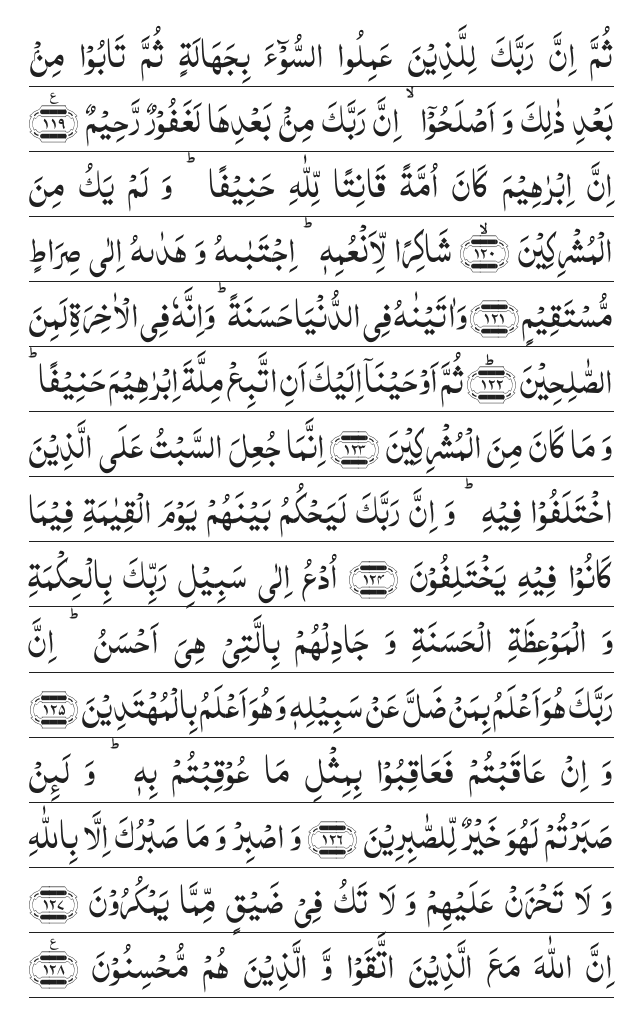 ثُمَّ اِنَّ رَبَّكَ لِلَّذِيْنَ عَمِلُوا السُّوْٓءَ بِجَهَالَةٍ ثُمَّ تَابُوْا مِنْۢ
بَعْدِ ذٰلِكَ وَ اَصْلَحُوْۤا ۙ اِنَّ رَبَّكَ مِنْۢ بَعْدِهَا لَغَفُوْرٌ رَّحِيْمٌ ﴿۱۱۹﴾ ع
اِنَّ اِبْرٰهِيْمَ كَانَ اُمَّةً قَانِتًا لِّلّٰهِ حَنِيْفًا ؕ وَ لَمْ يَكُ مِنَ
الْمُشْرِكِيْنَ ﴿۱۲۰﴾ ۙ شَاكِرًا لِّاَنْعُمِهٖ ؕ اِجْتَبٰىهُ وَ هَدٰىهُ اِلٰى صِرَاطٍ
مُّسْتَقِيْمٍ ﴿۱۲۱﴾ وَاٰتَيْنٰهُ فِى الدُّنْيَا حَسَنَةً ؕ وَاِنَّهٗ فِى الْاٰخِرَةِ لَمِنَ
الصّٰلِحِيْنَ ﴿۱۲۲﴾ ؕ ثُمَّ اَوْحَيْنَاۤ اِلَيْكَ اَنِ اتَّبِعْ مِلَّةَ اِبْرٰهِيْمَ حَنِيْفًا ؕ
وَ مَا كَانَ مِنَ الْمُشْرِكِيْنَ ﴿۱۲۳﴾ اِنَّمَا جُعِلَ السَّبْتُ عَلَى الَّذِيْنَ
اخْتَلَفُوْا فِيْهِ ؕ وَ اِنَّ رَبَّكَ لَيَحْكُمُ بَيْنَهُمْ يَوْمَ الْقِيٰمَةِ فِيْمَا
كَانُوْا فِيْهِ يَخْتَلِفُوْنَ ﴿۱۲۴﴾ اُدْعُ اِلٰى سَبِيْلِ رَبِّكَ بِالْحِكْمَةِ
وَ الْمَوْعِظَةِ الْحَسَنَةِ وَ جَادِلْهُمْ بِالَّتِيْ هِيَ اَحْسَنُ ؕ اِنَّ
رَبَّكَ هُوَ اَعْلَمُ بِمَنْ ضَلَّ عَنْ سَبِيْلِهٖ وَ هُوَ اَعْلَمُ بِالْمُهْتَدِيْنَ ﴿۱۲۵﴾
وَ اِنْ عَاقَبْتُمْ فَعَاقِبُوْا بِمِثْلِ مَا عُوْقِبْتُمْ بِهٖ ؕ وَ لَئِنْ
صَبَرْتُمْ لَهُوَ خَيْرٌ لِّلصّٰبِرِيْنَ ﴿۱۲۶﴾ وَ اصْبِرْ وَ مَا صَبْرُكَ اِلَّا بِاللّٰهِ
وَ لَا تَحْزَنْ عَلَيْهِمْ وَ لَا تَكُ فِيْ ضَيْقٍ مِّمَّا يَمْكُرُوْنَ ﴿۱۲۷﴾
اِنَّ اللّٰهَ مَعَ الَّذِيْنَ اتَّقَوْا وَّ الَّذِيْنَ هُمْ مُّحْسِنُوْنَ ﴿۱۲۸﴾ ع